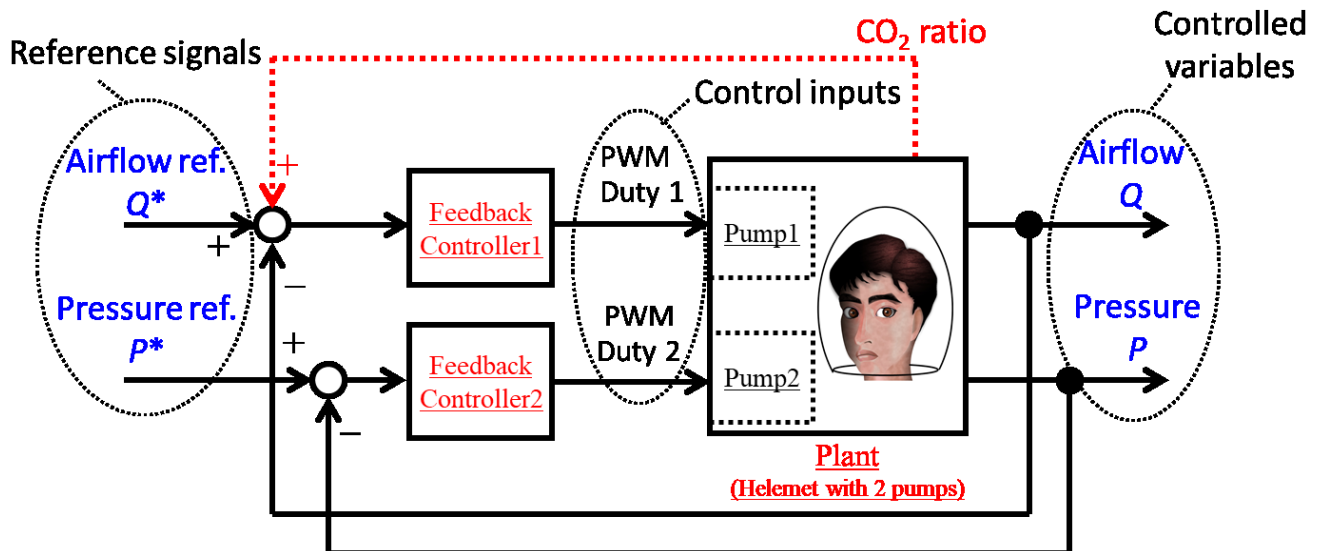 Reference signals
CO₂ ratio
Controlled
variables
Control inputs
Airflow ref.
Q*
+
+
−
Pressure ref.
P*
+
−
Feedback
Controller1
Feedback
Controller2
PWM
Duty 1
PWM
Duty 2
Pump1
Pump2
Plant
(Helemet with 2 pumps)
Airflow
Q
Pressure
P